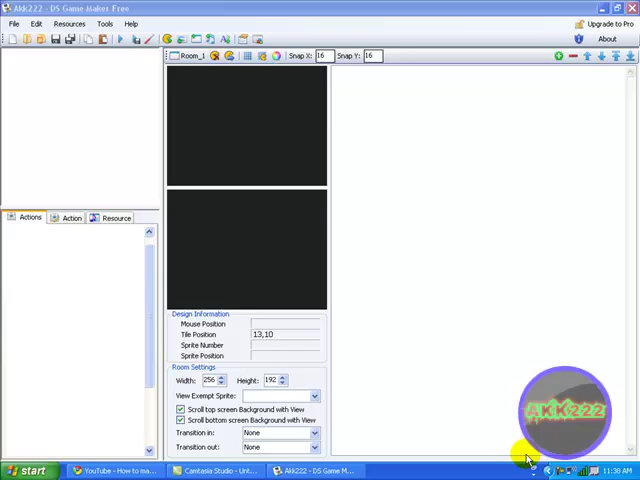 Akk222 - DS Game Maker Free
File Edit Resources Tools Help
Upgrade to Pro
About
Room_1 Snap X: 16 Snap Y: 16
Actions Action Resource
Design Information
Mouse Position
Tile Position 13,10
Sprite Number
Sprite Position
Room Settings
Width: 256 Height: 192
View Exempt Sprite:
Scroll top screen Background with View
Scroll bottom screen Background with View
Transition in: None
Transition out: None
AKK222
start YouTube - How to ma... Camtasia Studio - Unt... Akk222 - DS Game M... 11:38 AM